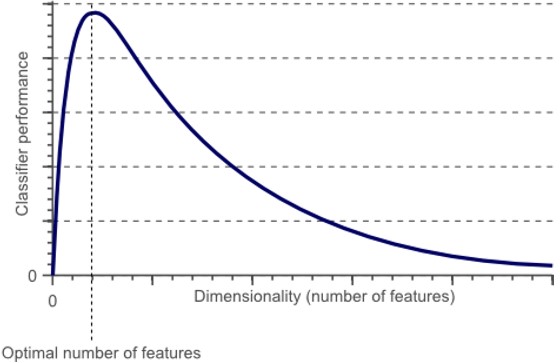 Classifier performance
0
0
Dimensionality (number of features)
Optimal number of features